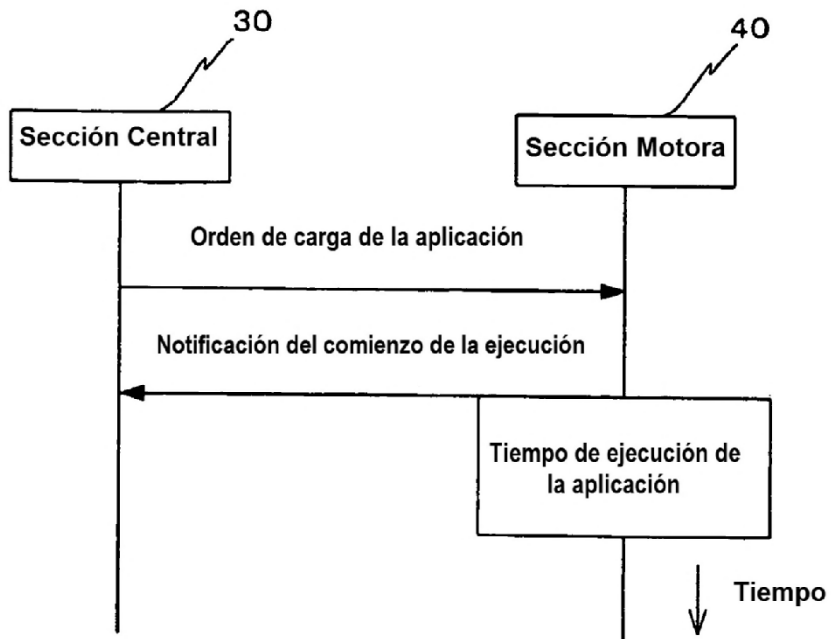 30
40
Sección Central
Sección Motora
Orden de carga de la aplicación
Notificación del comienzo de la ejecución
Tiempo de ejecución de
la aplicación
Tiempo